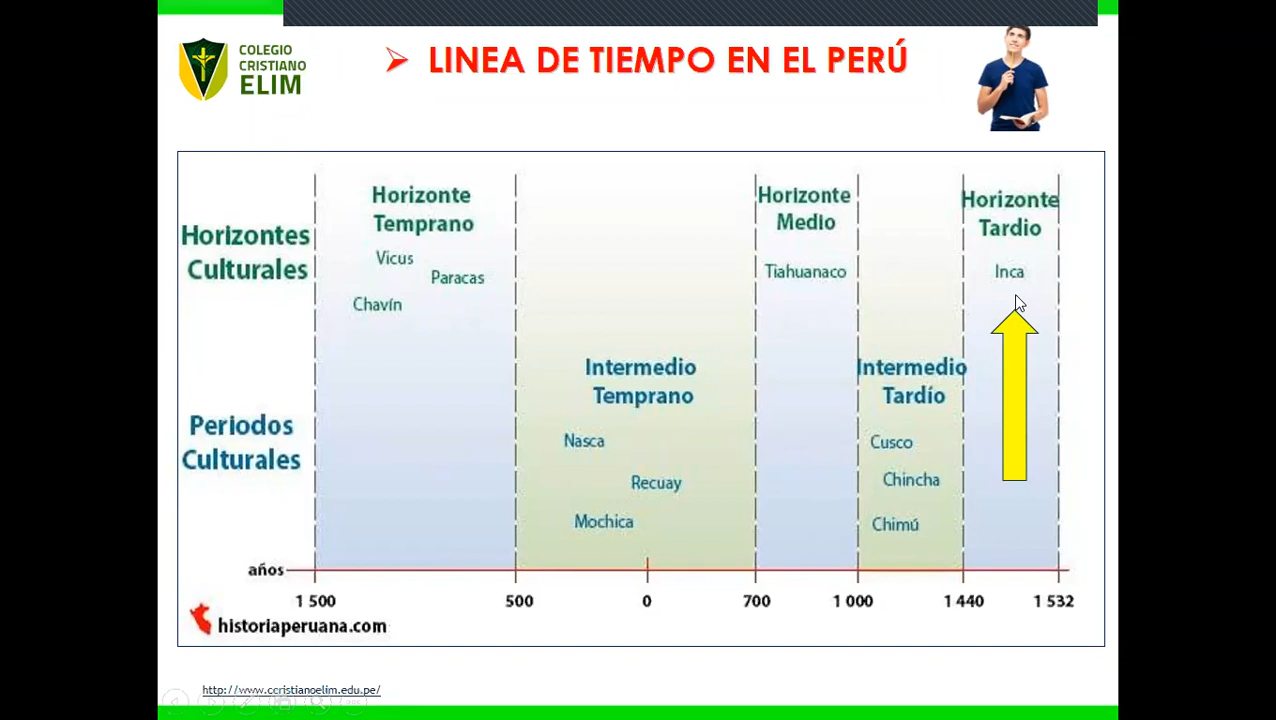 COLEGIO
CRISTIANO
ELIM
LINEA DE TIEMPO EN EL PERÚ
Horizontes
Culturales
Horizonte
Temprano
Vicus
Paracas
Chavín
Horizonte
Medio
Tiahuanaco
Horizonte
Tardio
Inca
Periodos
Culturales
Intermedio
Temprano
Nasca
Recuay
Mochica
Intermedio
Tardío
Cusco
Chincha
Chimú
años
1 500
500
0
700
1 000
1 440
1 532
historiaperuana.com
http://www.ccristianoelim.edu.pe/